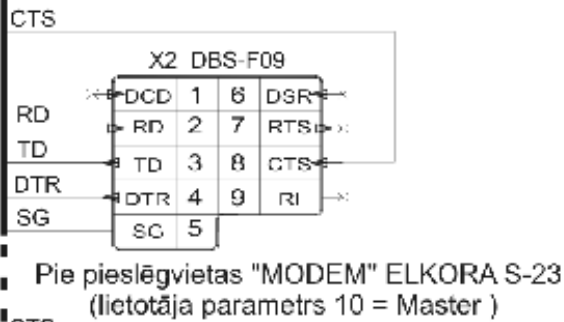 CTS
X2 DBS-F09
DCD 1 6 DSR
RD
RD 2 7 RTS
TD
TD 3 8 CTS
DTR
DTR 4 9 RI
SG
SG 5
Pie pieslēgvietas "MODEM" ELKORA S-23
(lietotāja parametrs 10 = Master )